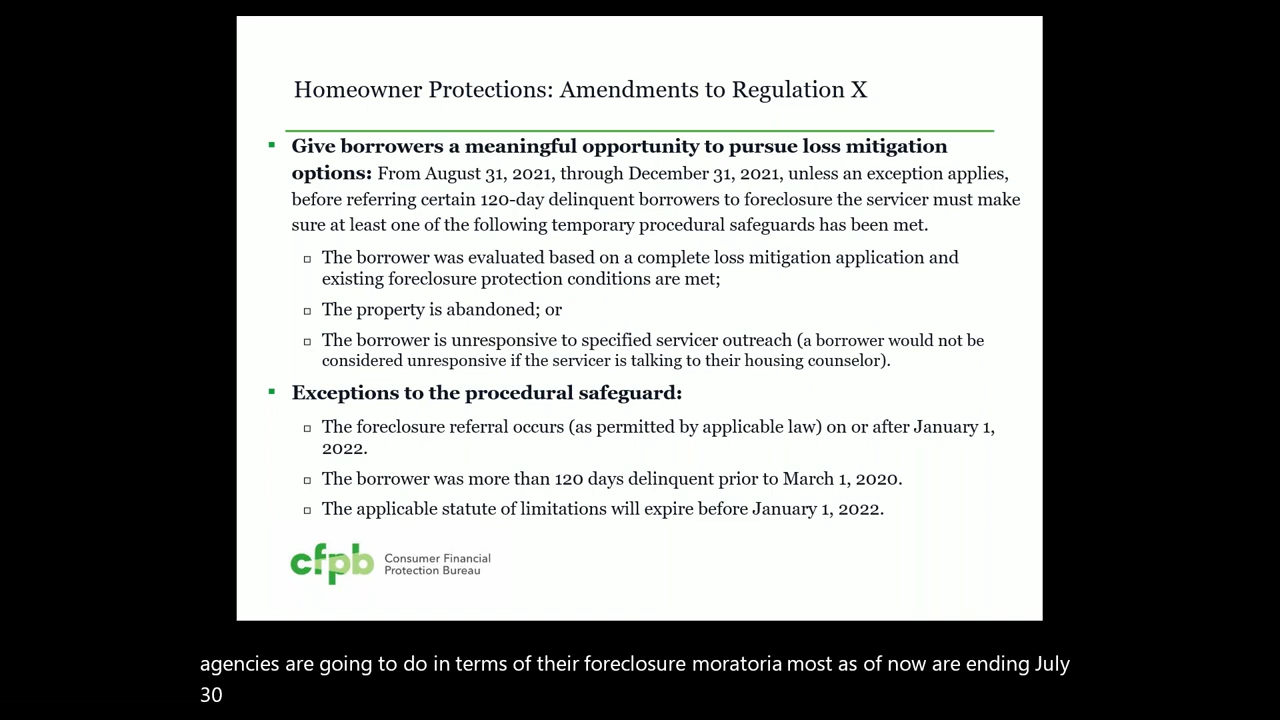 Homeowner Protections: Amendments to Regulation X
▪ Give borrowers a meaningful opportunity to pursue loss mitigation
options: From August 31, 2021, through December 31, 2021, unless an exception applies,
before referring certain 120-day delinquent borrowers to foreclosure the servicer must make
sure at least one of the following temporary procedural safeguards has been met.
▫ The borrower was evaluated based on a complete loss mitigation application and
existing foreclosure protection conditions are met;
▫ The property is abandoned; or
▫ The borrower is unresponsive to specified servicer outreach (a borrower would not be
considered unresponsive if the servicer is talking to their housing counselor).
▪ Exceptions to the procedural safeguard:
▫ The foreclosure referral occurs (as permitted by applicable law) on or after January 1,
2022.
▫ The borrower was more than 120 days delinquent prior to March 1, 2020.
▫ The applicable statute of limitations will expire before January 1, 2022.
cfpb Consumer Financial
Protection Bureau
agencies are going to do in terms of their foreclosure moratoria most as of now are ending July
30